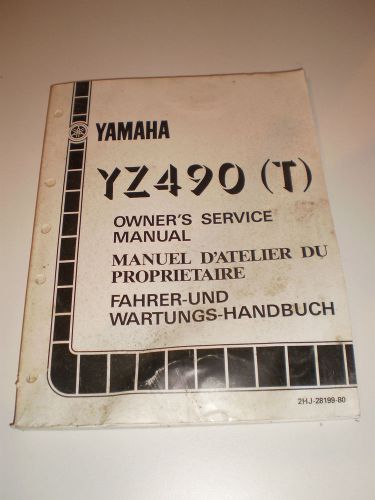 YAMAHA
YZ490 (T)
OWNER'S SERVICE
MANUAL
MANUEL D'ATELIER DU
PROPRIETAIRE
FAHRER-UND
WARTUNGS-HANDBUCH
2HJ-28199-80